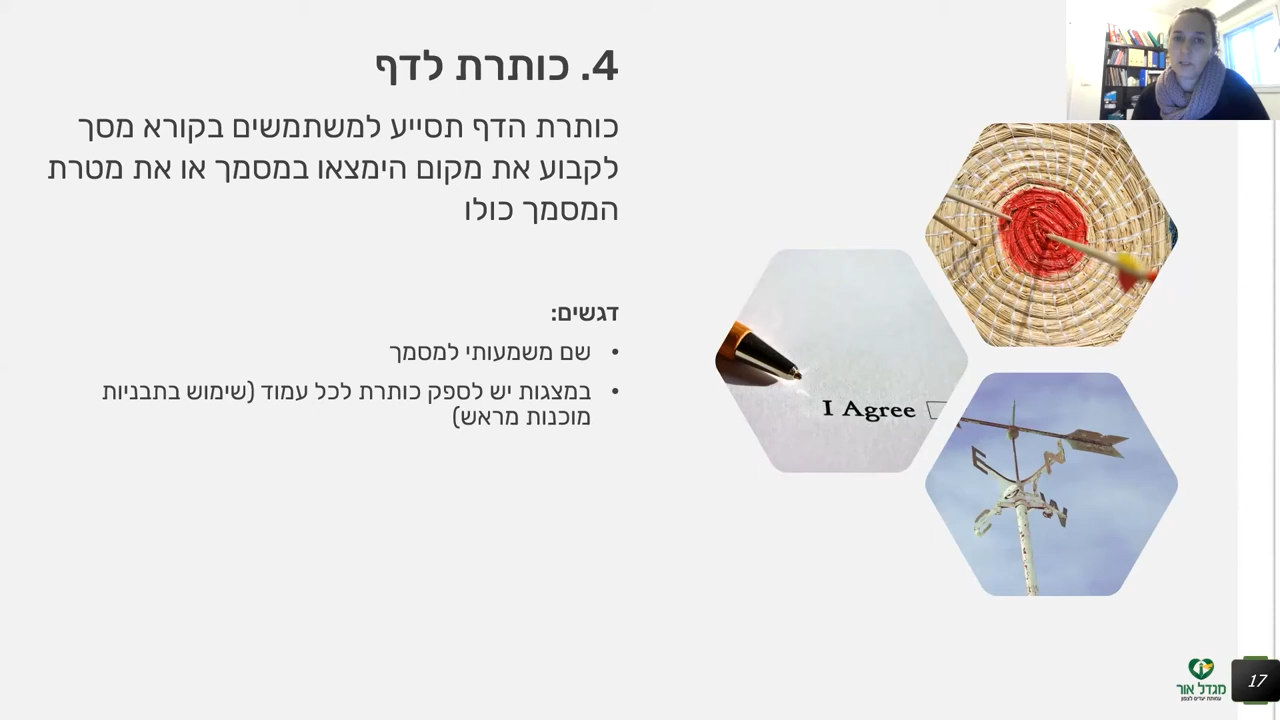 4. כותרת לדף
כותרת הדף תסייע למשתמשים בקורא מסך
לקבוע את מקום הימצאו במסמך או את מטרת
המסמך כולו
דגשים:
• שם משמעותי למסמך
• במצגות יש לספק כותרת לכל עמוד (שימוש בתבניות
מוכנות מראש)
I Agree
E
N
W
מגדל אור
17